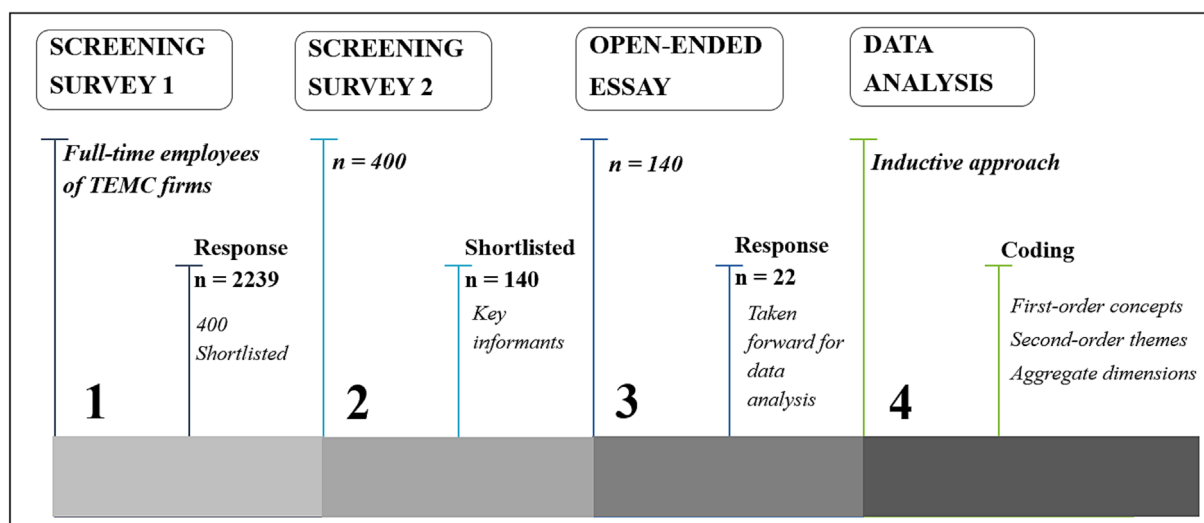 SCREENING
SURVEY 1
Full-time employees
of TEMC firms
Response
n = 2239
400
Shortlisted
1
SCREENING
SURVEY 2
n = 400
Shortlisted
n = 140
Key
informants
2
OPEN-ENDED
ESSAY
n = 140
Response
n = 22
Taken
forward for
data
analysis
3
DATA
ANALYSIS
Inductive approach
Coding
First-order concepts
Second-order themes
Aggregate dimensions
4